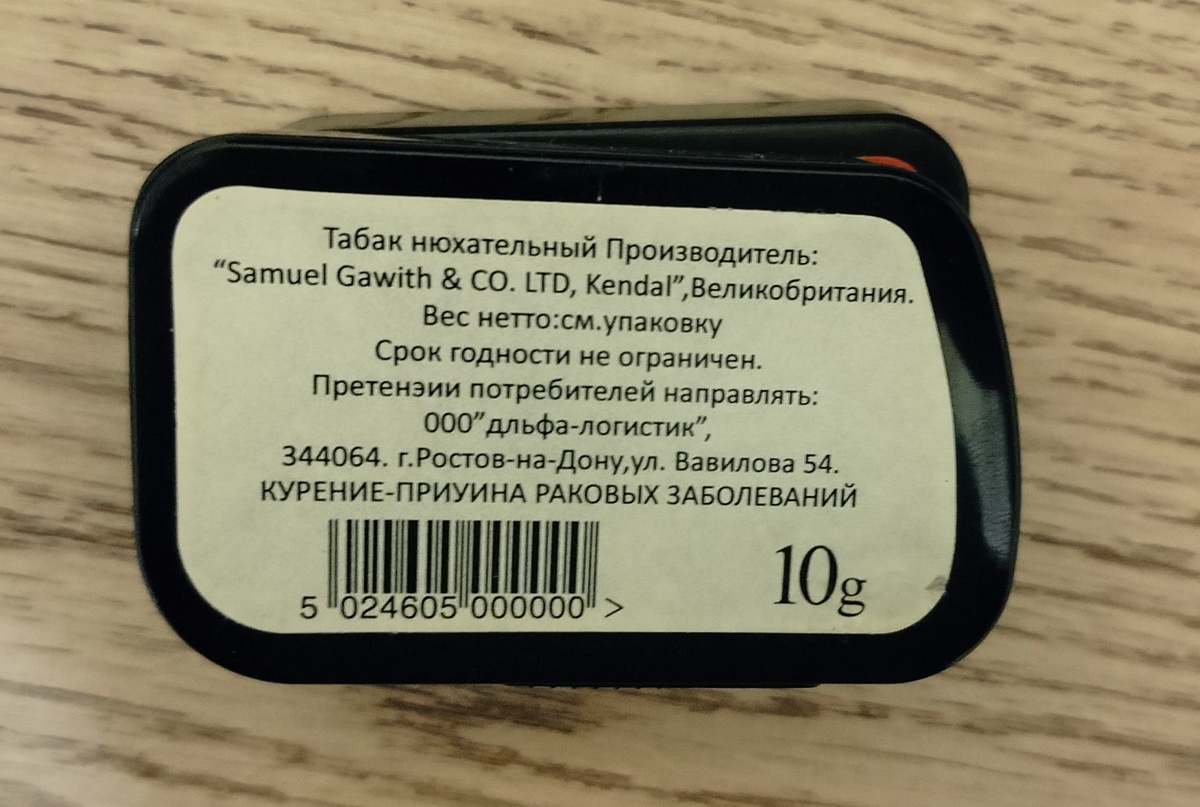 Табак нюхательный Производитель:
“Samuel Gawith & CO. LTD, Kendal”,Великобритания.
Вес нетто:см.упаковку
Срок годности не ограничен.
Претенэии потребителей направлять:
ООО”дльфа-логистик”,
344064. г.Ростов-на-Дону,ул. Вавилова 54.
КУРЕНИЕ-ПРИУИНА РАКОВЫХ ЗАБОЛЕВАНИЙ
5 024605 000000 >
10g